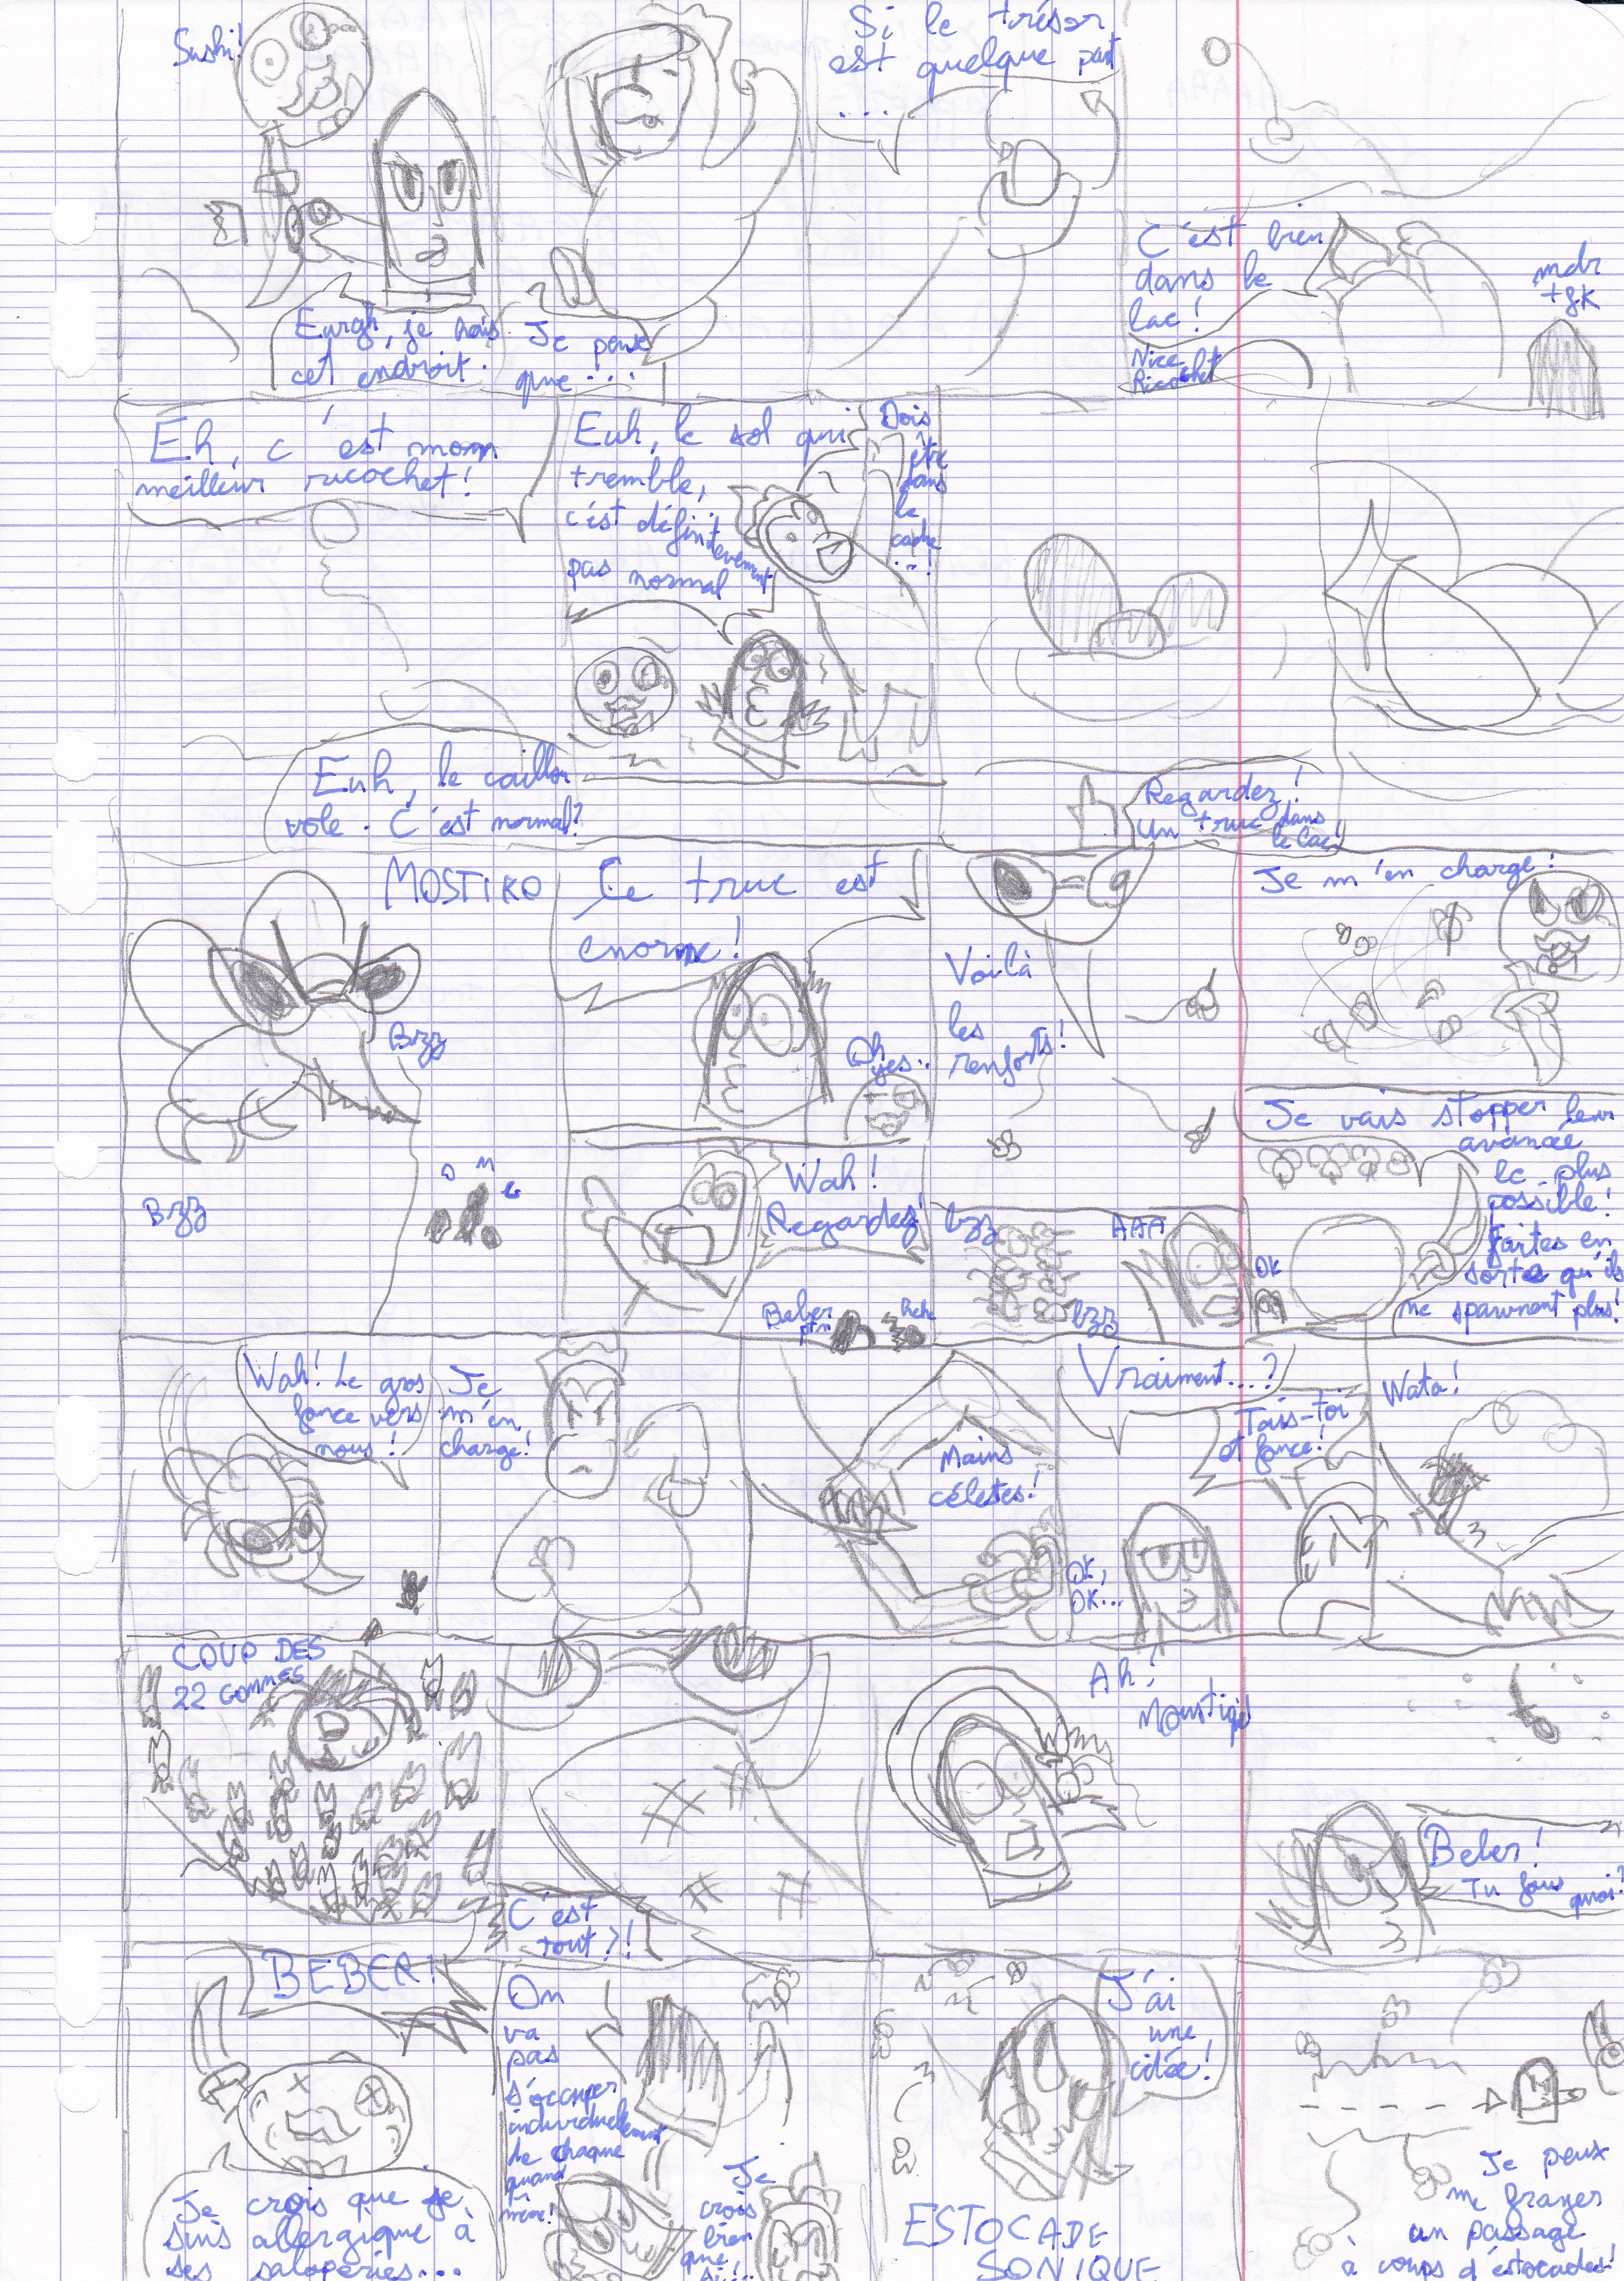 Sushi!
Eurgh, je hais
cet endroit.
Je pense
que...
Si le trésor
est quelque part
....
C'est bien
dans le
lac!
Nice
Ricochet
mdr
tgk
Eh, c'est mon
meilleur ricochet!
Euh, le caillou
vole. C'est normal?
Euh, le sol qui
tremble,
c'est définitevement
pas normal
Dois
être
dans
le
cadre
...!
Regardez!
Un truc dans
le lac!
MOSTIKO
Bzz
Bzz
Ce truc est
enorme!
Oh
yes..
Wah!
Regardez!
Beber
Voilà
les
renforts!
bzz
AAA
bzz
OK
Je m'en charge!
Je vais stopper leur
avancée
le plus
possible!
Faites en
sorte qu'ils
ne spawnent plus!
Wah! Le gros
fonce vers
nous!
Je
m'en
charge!
Mains
célestes!
Vraiment...?
Tais-toi
et fonce!
OK,
OK...
Wata!
COUP DES
22 GOMMES
C'est
tout?!
Ah!
Moustique
Beber!
Tu fous quoi?
BEBER!
Je crois que je
suis allergique à
ses saloperies...
On
va
pas
s'occuper
individuellement
de chaque
quand
même!
Je
crois
bien
que
si!..
J'ai
une
idée!
ESTOCADE
SONIQUE
Je peux
me frayer
un passage
à coups d'estocades!